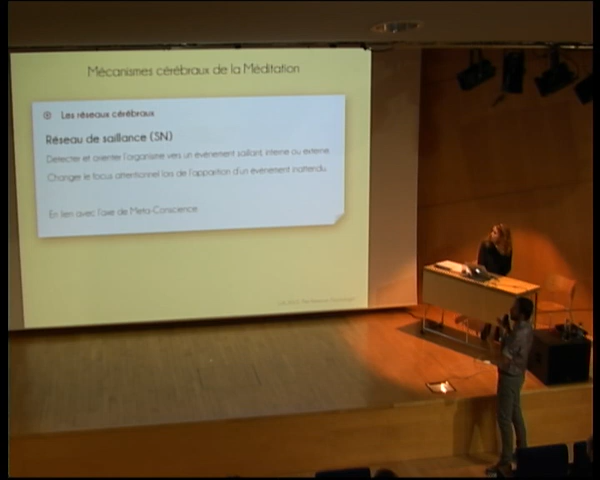 Mécanismes cérébraux de la Méditation
Les réseaux cérébraux
Réseau de saillance (SN)
Détecter et orienter l'organisme vers un événement saillant interne ou externe.
Changer le focus attentionnel lors de l'apparition d'un événement inattendu.
En lien avec l'axe de Meta-Conscience